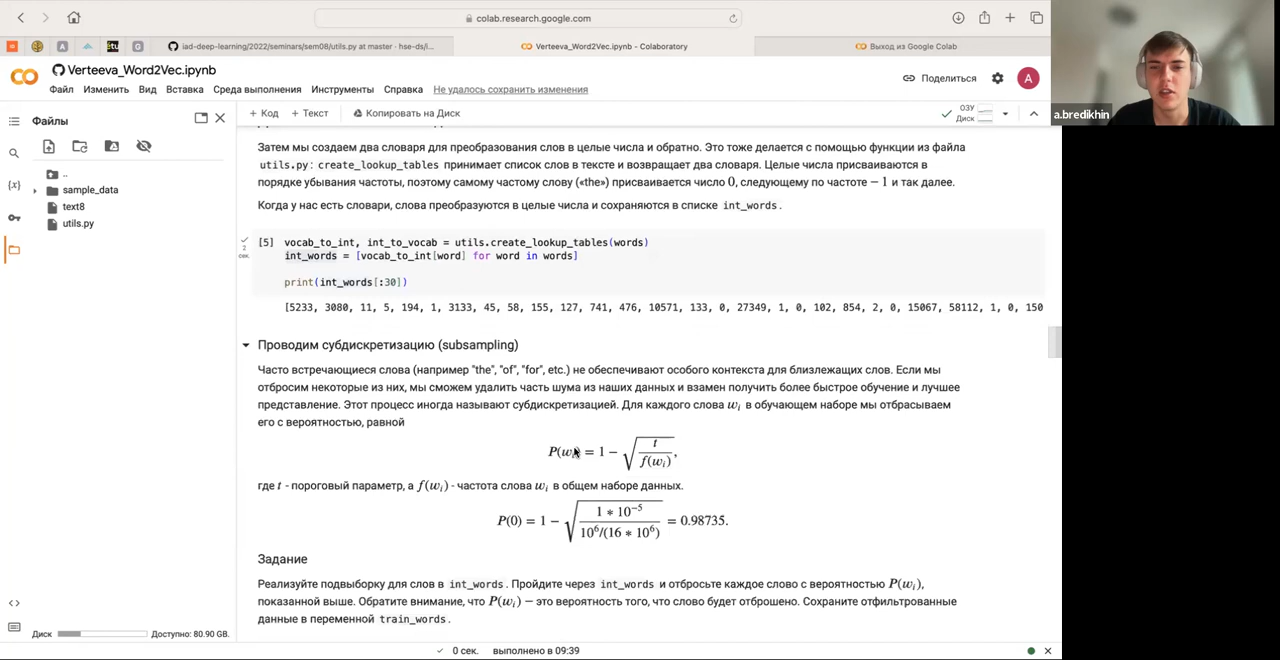 colab.research.google.com
iad-deep-learning/2022/seminars/sem08/utils.py at master · hse-ds/i...
Verteeva_Word2Vec.ipynb - Colaboratory
Выход из Google Colab
Verteeva_Word2Vec.ipynb
Файл Изменить Вид Вставка Среда выполнения Инструменты Справка Не удалось сохранить изменения
Поделиться
A
a.bredikhin
Файлы
+ Код + Текст Копировать на Диск
ОЗУ
Диск
..
sample_data
text8
utils.py
Затем мы создаем два словаря для преобразования слов в целые числа и обратно. Это тоже делается с помощью функции из файла
utils.py: create_lookup_tables принимает список слов в тексте и возвращает два словаря. Целые числа присваиваются в
порядке убывания частоты, поэтому самому частому слову («the») присваивается число 0, следующему по частоте − 1 и так далее.
Когда у нас есть словари, слова преобразуются в целые числа и сохраняются в списке int_words.
2
сек.
[5] vocab_to_int, int_to_vocab = utils.create_lookup_tables(words)
int_words = [vocab_to_int[word] for word in words]
print(int_words[:30])
[5233, 3080, 11, 5, 194, 1, 3133, 45, 58, 155, 127, 741, 476, 10571, 133, 0, 27349, 1, 0, 102, 854, 2, 0, 15067, 58112, 1, 0, 150
Проводим субдискретизацию (subsampling)
Часто встречающиеся слова (например "the", "of", "for", etc.) не обеспечивают особого контекста для близлежащих слов. Если мы
отбросим некоторые из них, мы сможем удалить часть шума из наших данных и взамен получить более быстрое обучение и лучшее
представление. Этот процесс иногда называют субдискретизацией. Для каждого слова wᵢ в обучающем наборе мы отбрасываем
его с вероятностью, равной
P(wᵢ) = 1 − √(t / f(wᵢ)),
где t - пороговый параметр, а f(wᵢ) - частота слова wᵢ в общем наборе данных.
P(0) = 1 − √(1 ∗ 10⁻⁵ / 10⁶/(16 ∗ 10⁶)) = 0.98735.
Задание
Реализуйте подвыборку для слов в int_words. Пройдите через int_words и отбросьте каждое слово с вероятностью P(wᵢ),
показанной выше. Обратите внимание, что P(wᵢ) − это вероятность того, что слово будет отброшено. Сохраните отфильтрованные
данные в переменной train_words.
Диск Доступно: 80.90 GB.
0 сек. выполнено в 09:39